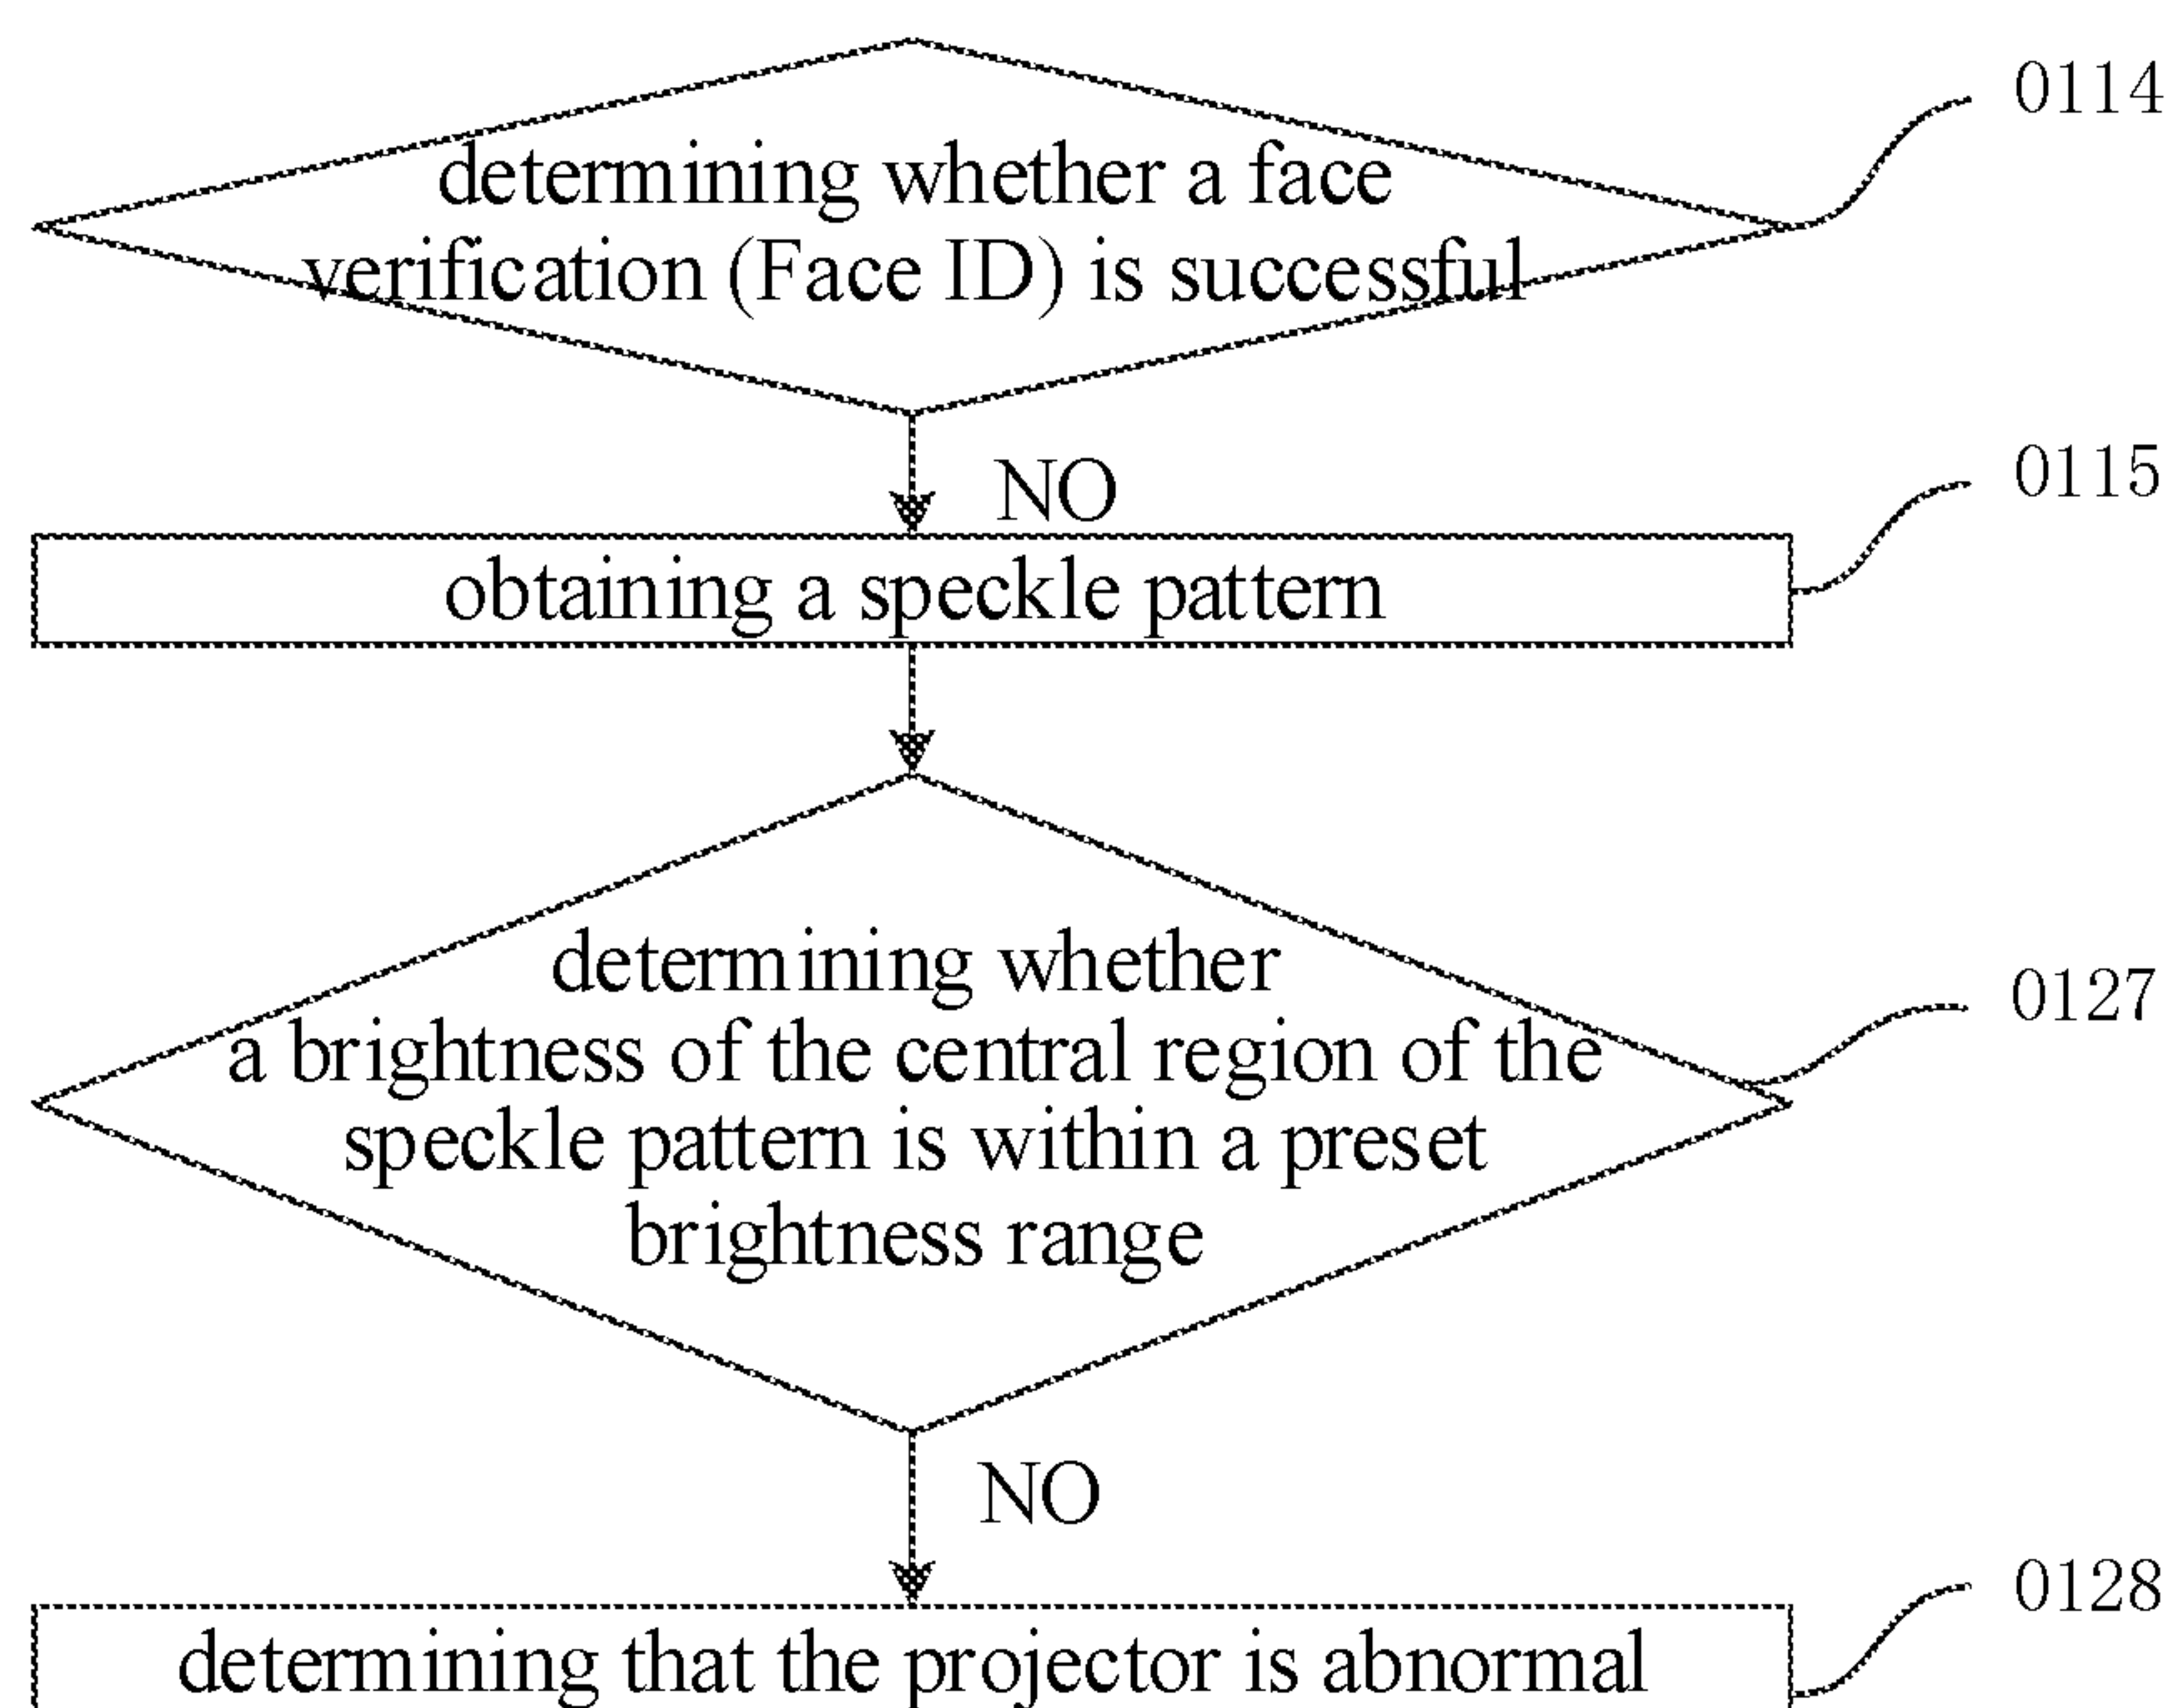 0114
determining whether a face
verification (Face ID) is successful
NO
0115
obtaining a speckle pattern
determining whether
0127
a brightness of the central region of the
speckle pattern is within a preset
brightness range
NO
0128
determining that the projector is abnormal